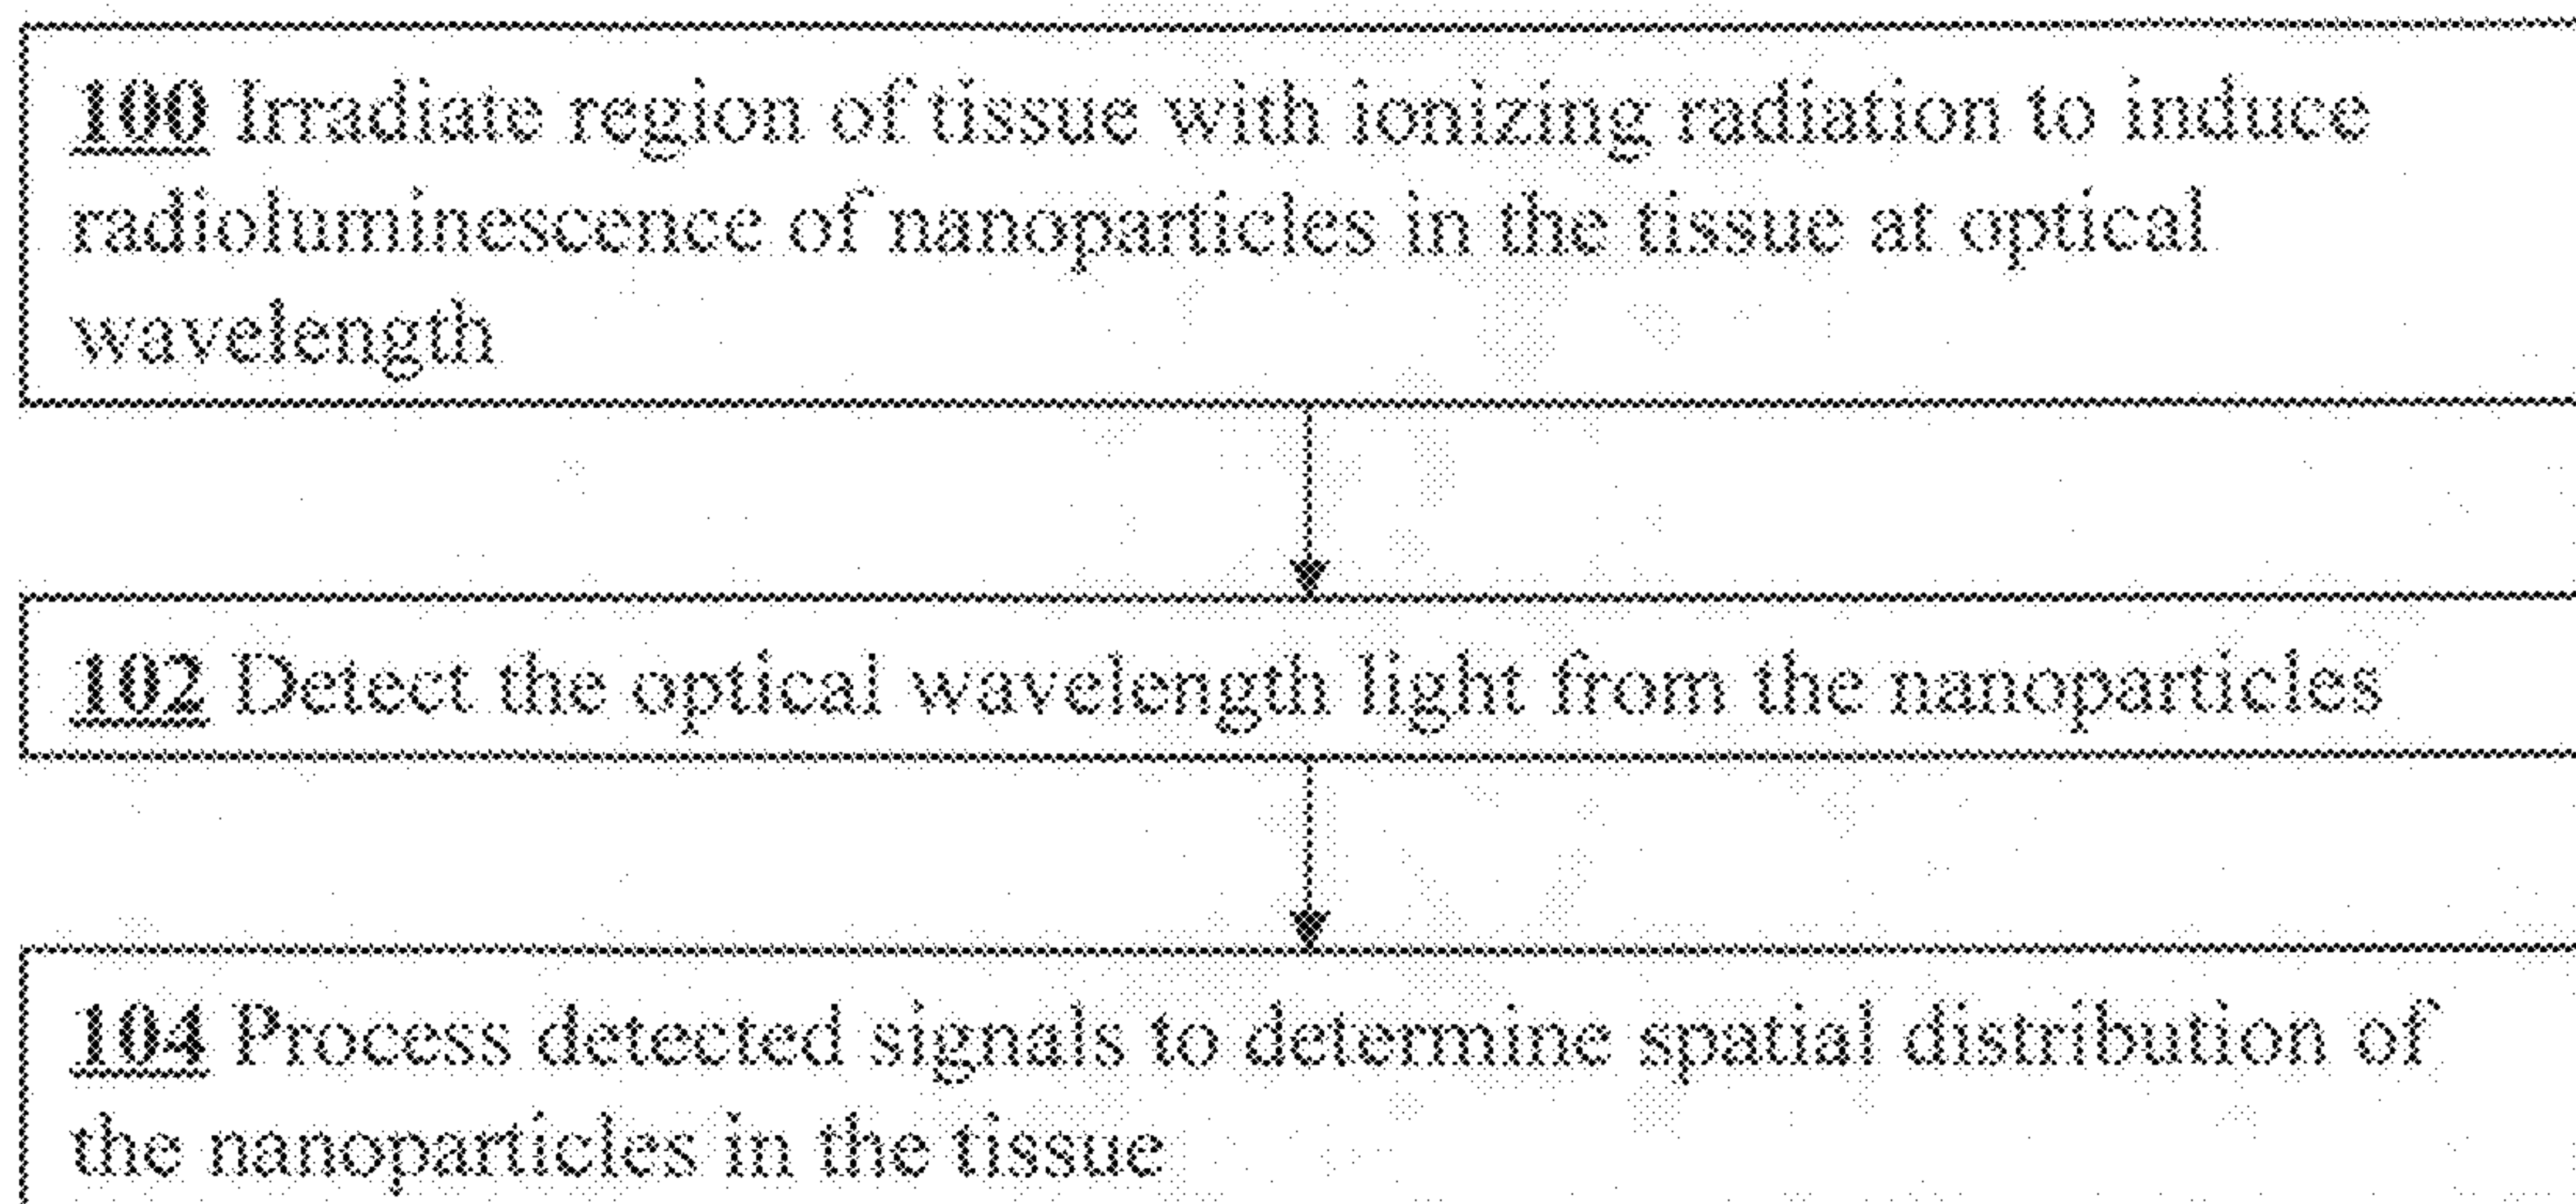 100 Irradiate region of tissue with ionizing radiation to induce
radioluminescence of nanoparticles in the tissue at optical
wavelength
102 Detect the optical wavelength light from the nanoparticles
104 Process detected signals to determine spatial distribution of
the nanoparticles in the tissue